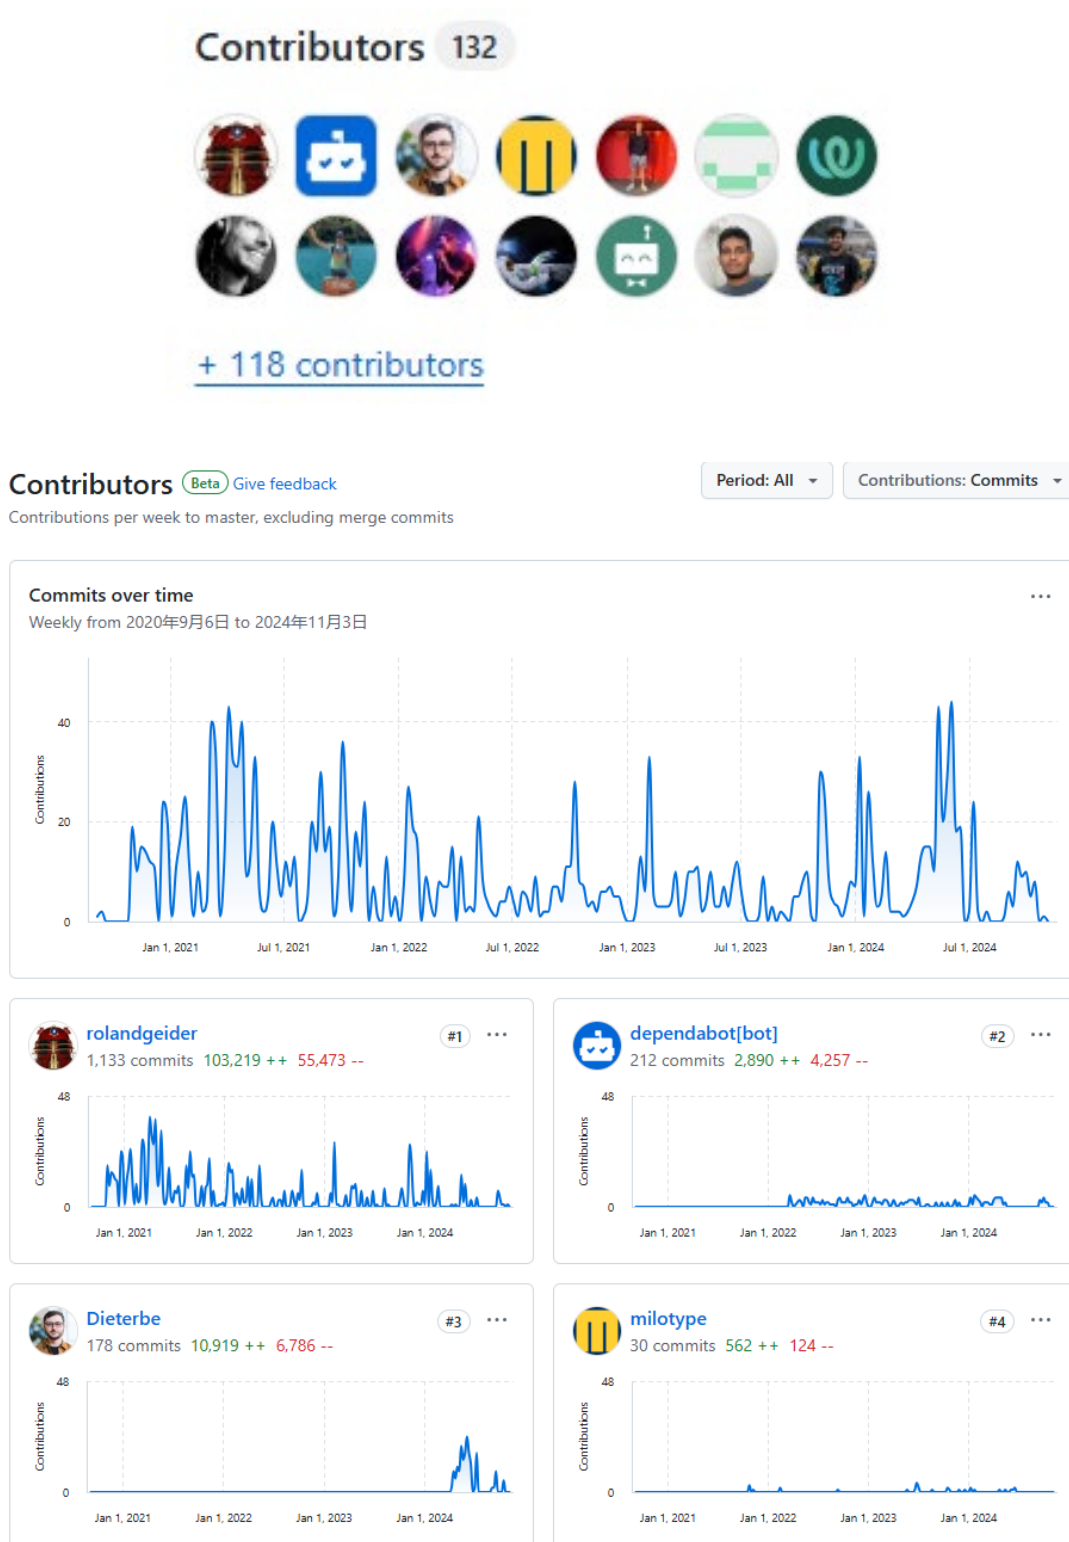 Contributors 132
+ 118 contributors
Contributors Beta Give feedback
Period: All
Contributions: Commits
Contributions per week to master, excluding merge commits
Commits over time
Weekly from 2020年9月6日 to 2024年11月3日
Contributions
40
20
0
Jan 1, 2021 Jul 1, 2021 Jan 1, 2022 Jul 1, 2022 Jan 1, 2023 Jul 1, 2023 Jan 1, 2024 Jul 1, 2024
rolandgeider #1
1,133 commits 103,219 ++ 55,473 --
48
Contributions
0
Jan 1, 2021 Jan 1, 2022 Jan 1, 2023 Jan 1, 2024
dependabot[bot] #2
212 commits 2,890 ++ 4,257 --
48
Contributions
0
Jan 1, 2021 Jan 1, 2022 Jan 1, 2023 Jan 1, 2024
Dieterbe #3
178 commits 10,919 ++ 6,786 --
48
Contributions
0
Jan 1, 2021 Jan 1, 2022 Jan 1, 2023 Jan 1, 2024
milotype #4
30 commits 562 ++ 124 --
48
Contributions
0
Jan 1, 2021 Jan 1, 2022 Jan 1, 2023 Jan 1, 2024